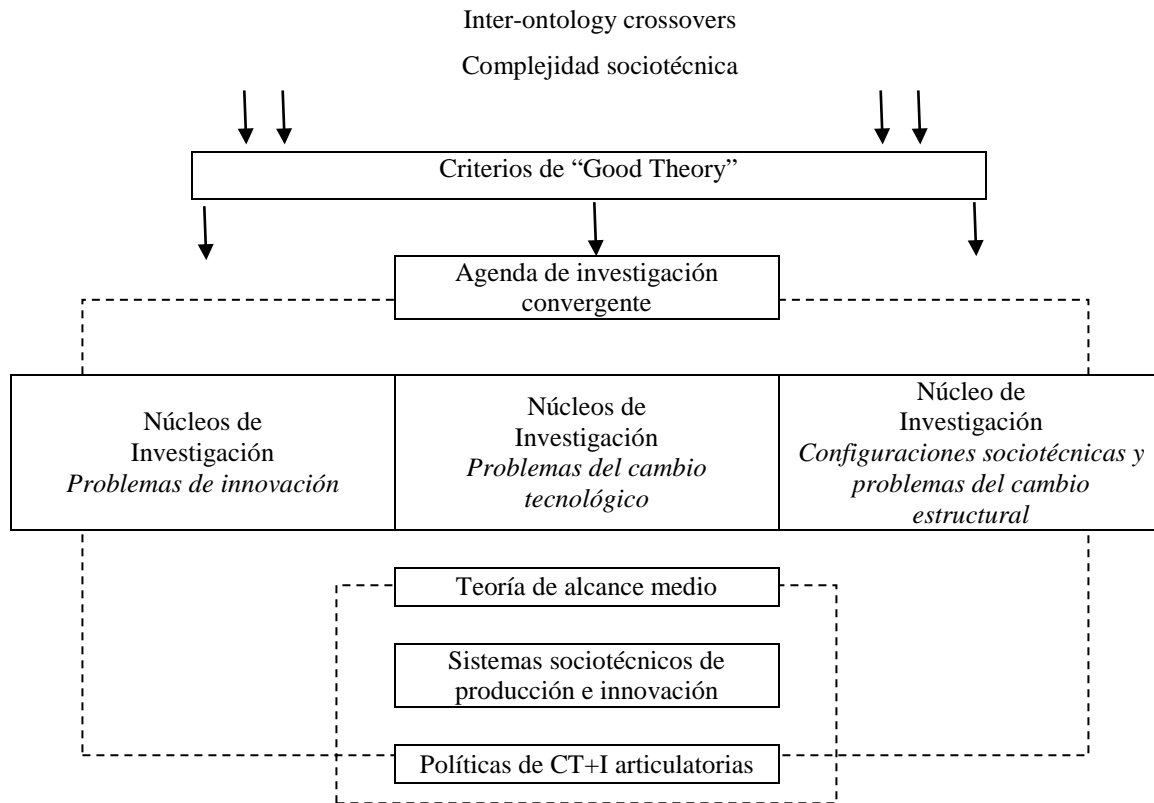 Inter-ontology crossovers
Complejidad sociotécnica
Criterios de “Good Theory”
Agenda de investigación
convergente
Núcleos de
Investigación
Problemas de innovación
Núcleos de
Investigación
Problemas del cambio
tecnológico
Núcleo de
Investigación
Configuraciones sociotécnicas y
problemas del cambio
estructural
Teoría de alcance medio
Sistemas sociotécnicos de
producción e innovación
Políticas de CT+I articulatorias